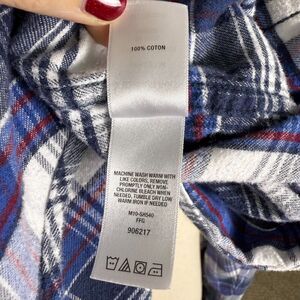 100% COTON
MACHINE WASH WARM WITH
LIKE COLORS, REMOVE
PROMPTLY ONLY NON-
CHLORINE BLEACH WHEN
NEEDED, TUMBLE DRY LOW
WARM IRON IF NEEDED
M10-SR540
FFG
906217